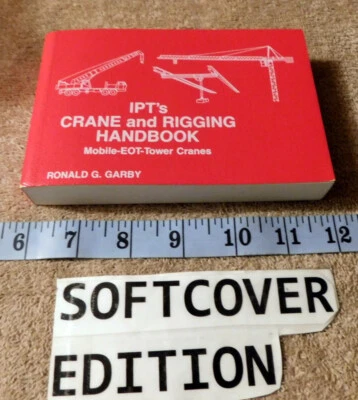 IPT's
CRANE and RIGGING
HANDBOOK
Mobile-EOT-Tower Cranes
RONALD G. GARBY
6 7 8 9 10 11 12
SOFTCOVER
EDITION